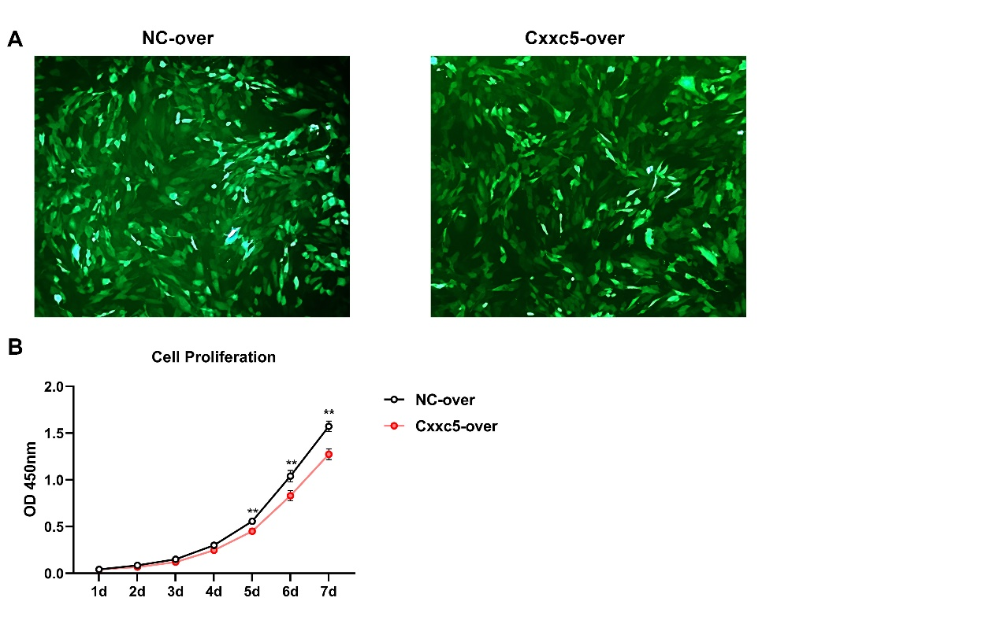 A
NC-over
Cxxc5-over
B
Cell Proliferation
OD 450nm
2.0
1.5
1.0
0.5
0.0
**
**
**
1d 2d 3d 4d 5d 6d 7d
NC-over
Cxxc5-over